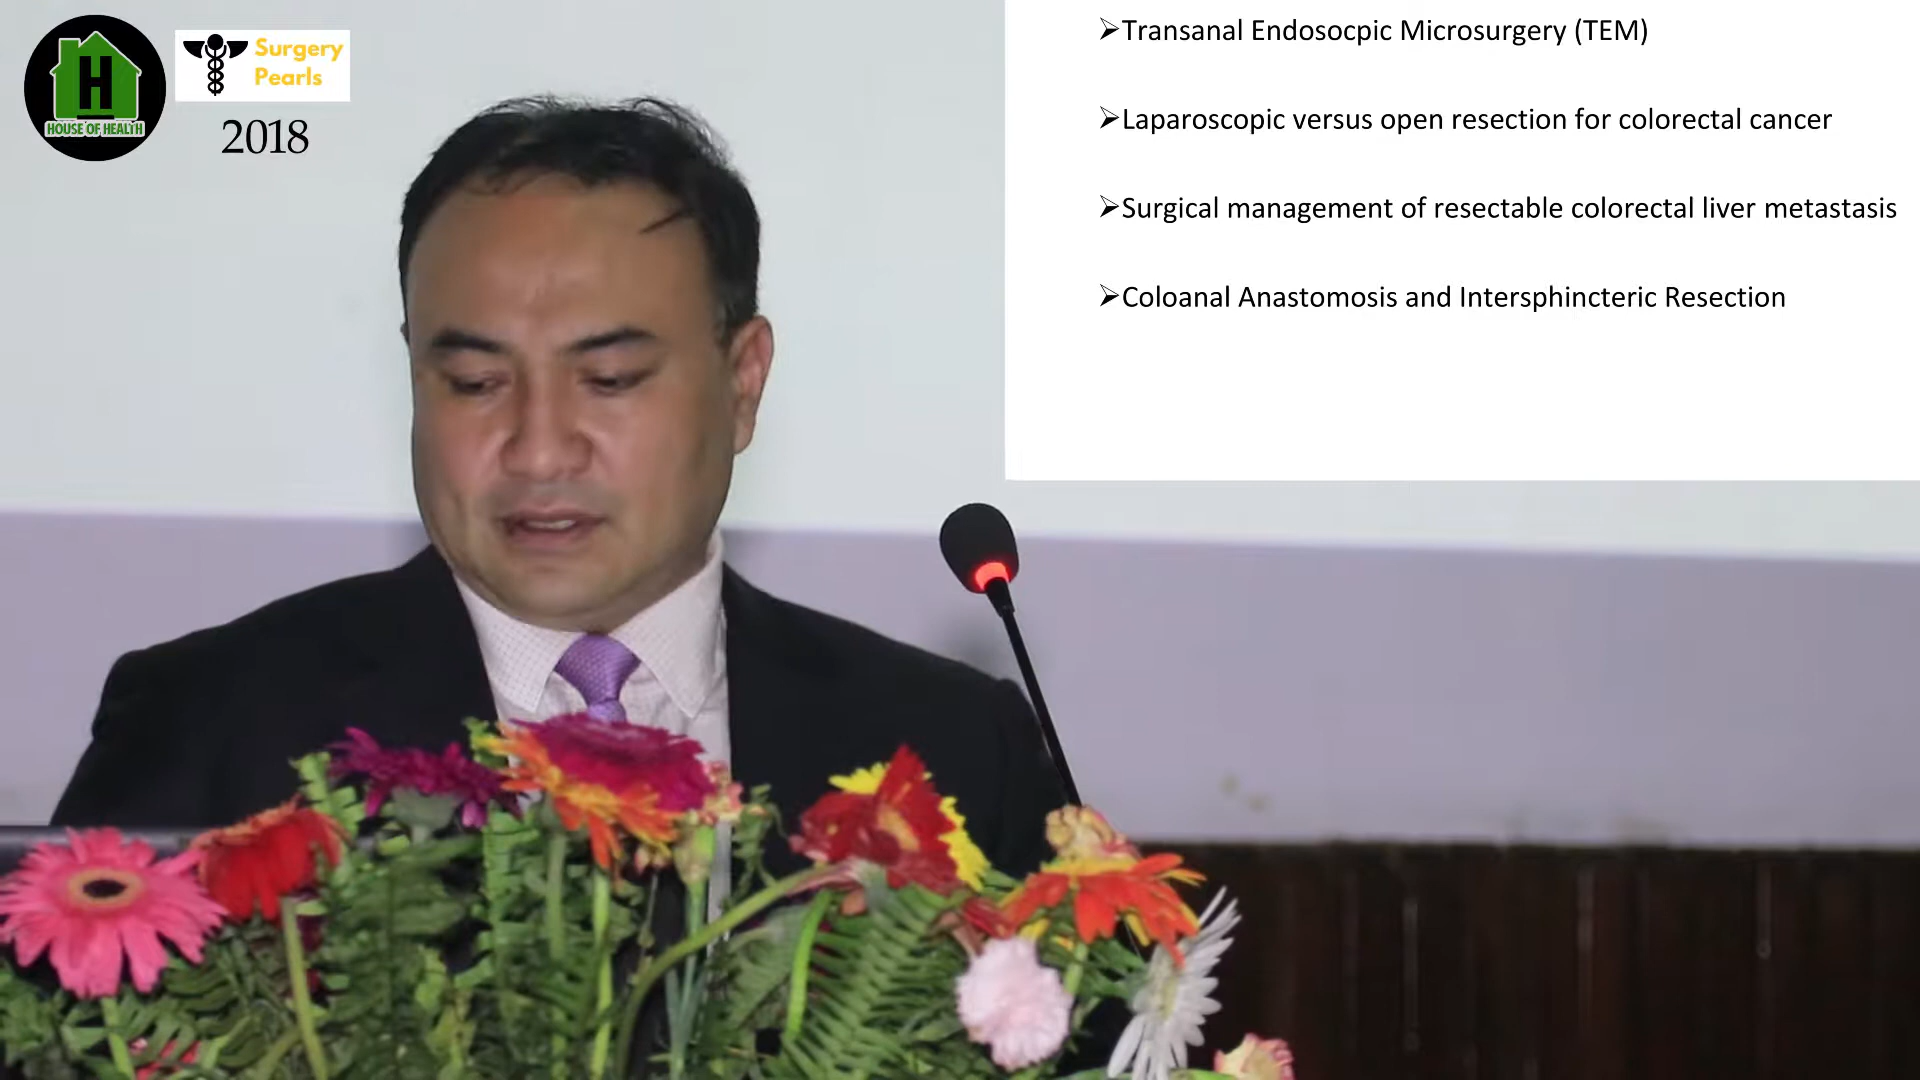 H
HOUSE OF HEALTH
Surgery
Pearls
2018
➢Transanal Endosocpic Microsurgery (TEM)
➢Laparoscopic versus open resection for colorectal cancer
➢Surgical management of resectable colorectal liver metastasis
➢Coloanal Anastomosis and Intersphincteric Resection